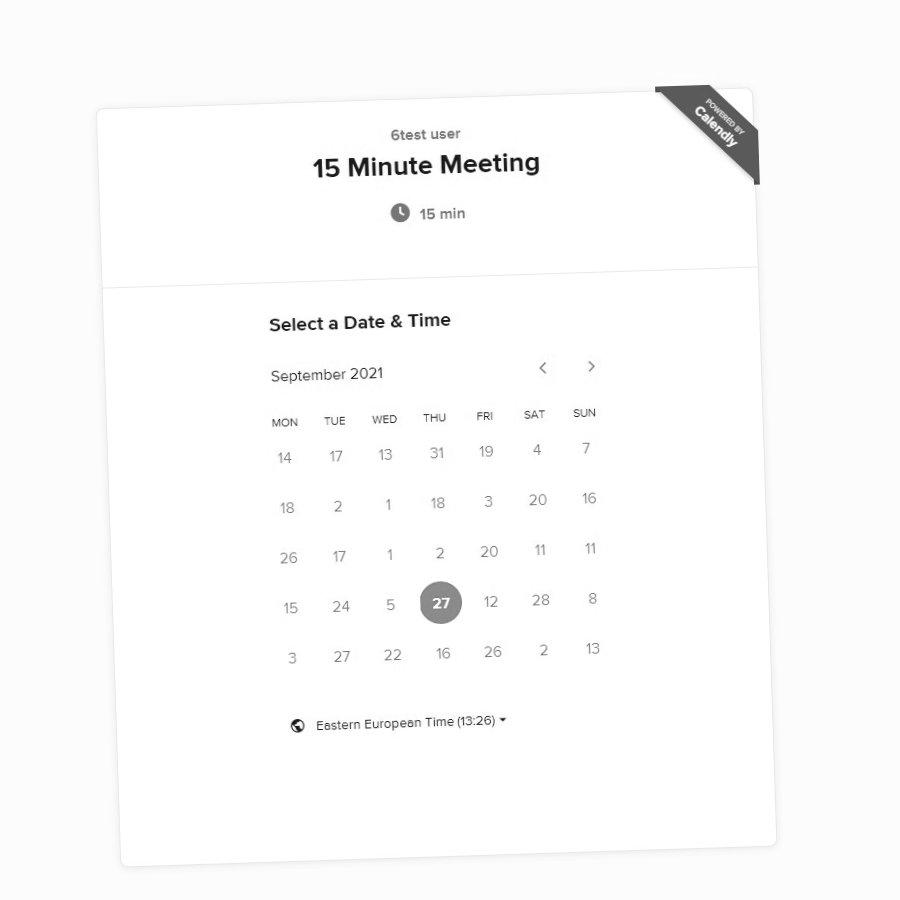 POWERED BY
Calendly
6test user
15 Minute Meeting
15 min
Select a Date & Time
September 2021
MON TUE WED THU FRI SAT SUN
14 17 13 31 19 4 7
18 2 1 18 3 20 16
26 17 1 2 20 11 11
15 24 5 27 12 28 8
3 27 22 16 26 2 13
Eastern European Time (13:26)